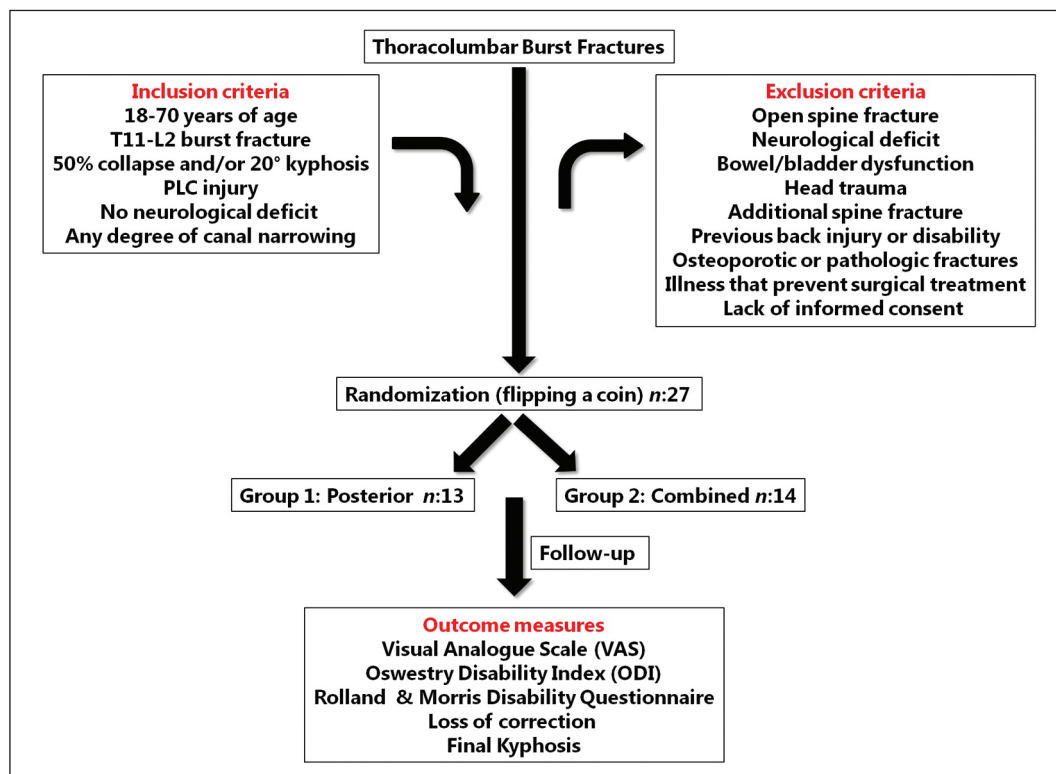 Thoracolumbar Burst Fractures
Inclusion criteria
18-70 years of age
T11-L2 burst fracture
50% collapse and/or 20° kyphosis
PLC injury
No neurological deficit
Any degree of canal narrowing
Exclusion criteria
Open spine fracture
Neurological deficit
Bowel/bladder dysfunction
Head trauma
Additional spine fracture
Previous back injury or disability
Osteoporotic or pathologic fractures
Illness that prevent surgical treatment
Lack of informed consent
Randomization (flipping a coin) n:27
Group 1: Posterior n:13
Group 2: Combined n:14
Follow-up
Outcome measures
Visual Analogue Scale (VAS)
Oswestry Disability Index (ODI)
Rolland & Morris Disability Questionnaire
Loss of correction
Final Kyphosis